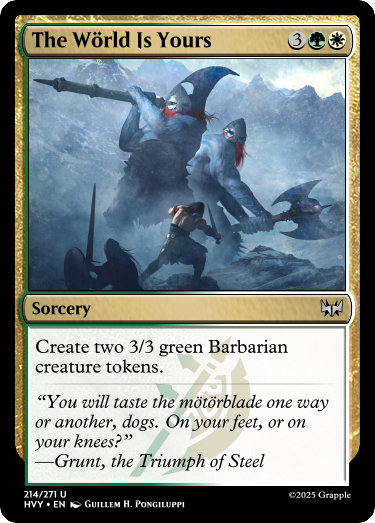 The Wörld Is Yours 3
Sorcery
Create two 3/3 green Barbarian
creature tokens.
“You will taste the mötörblade one way
or another, dogs. On your feet, or on
your knees?”
—Grunt, the Triumph of Steel
214/271 U
HVY • EN Guillem H. Pongiluppi
©2025 Grapple